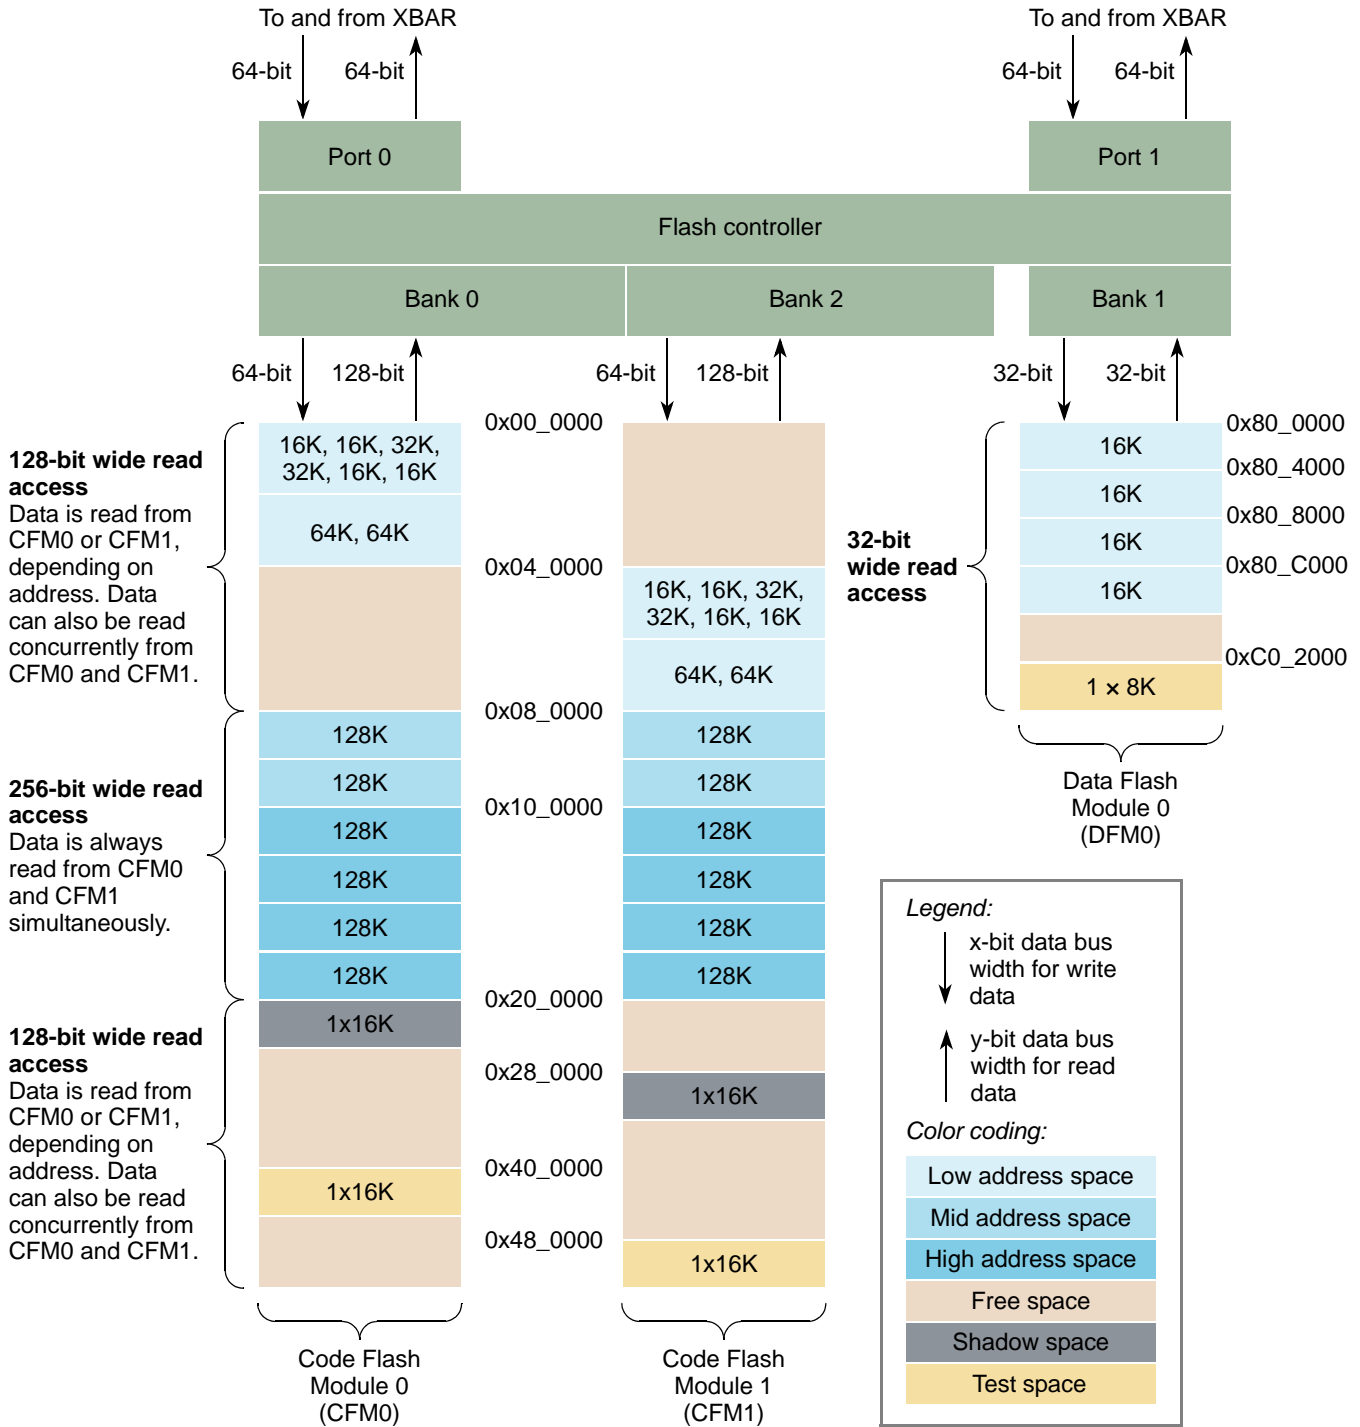 To and from XBAR
To and from XBAR
64-bit
64-bit
64-bit
64-bit
Port 0
Port 1
Flash controller
Bank 0
Bank 2
Bank 1
64-bit
128-bit
64-bit
128-bit
32-bit
32-bit
128-bit wide read
access
Data is read from
CFM0 or CFM1,
depending on
address. Data
can also be read
concurrently from
CFM0 and CFM1.
256-bit wide read
access
Data is always
read from CFM0
and CFM1
simultaneously.
128-bit wide read
access
Data is read from
CFM0 or CFM1,
depending on
address. Data
can also be read
concurrently from
CFM0 and CFM1.
16K, 16K, 32K,
32K, 16K, 16K
64K, 64K
128K
128K
128K
128K
128K
128K
1x16K
1x16K
Code Flash
Module 0
(CFM0)
0x00_0000
0x04_0000
0x08_0000
0x10_0000
0x20_0000
0x28_0000
0x40_0000
0x48_0000
16K, 16K, 32K,
32K, 16K, 16K
64K, 64K
128K
128K
128K
128K
128K
128K
1x16K
1x16K
Code Flash
Module 1
(CFM1)
32-bit
wide read
access
16K
16K
16K
16K
1 × 8K
0x80_0000
0x80_4000
0x80_8000
0x80_C000
0xC0_2000
Data Flash
Module 0
(DFM0)
Legend:
x-bit data bus
width for write
data
y-bit data bus
width for read
data
Color coding:
Low address space
Mid address space
High address space
Free space
Shadow space
Test space